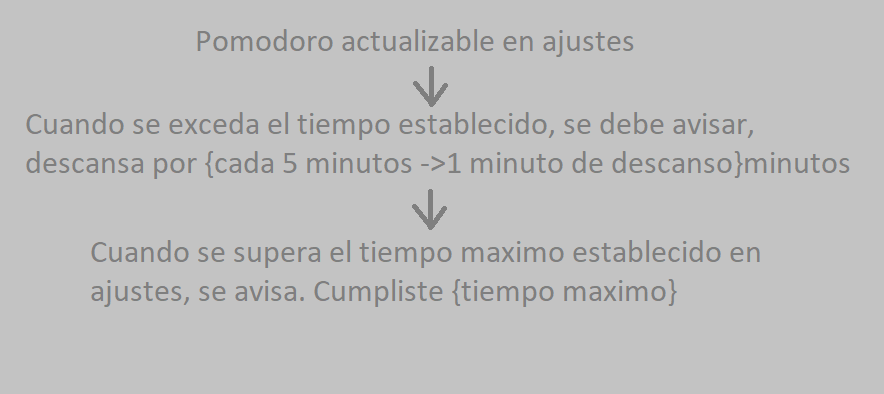 Pomodoro actualizable en ajustes
Cuando se exceda el tiempo establecido, se debe avisar,
descansa por {cada 5 minutos ->1 minuto de descanso}minutos
Cuando se supera el tiempo maximo establecido en
ajustes, se avisa. Cumpliste {tiempo maximo}